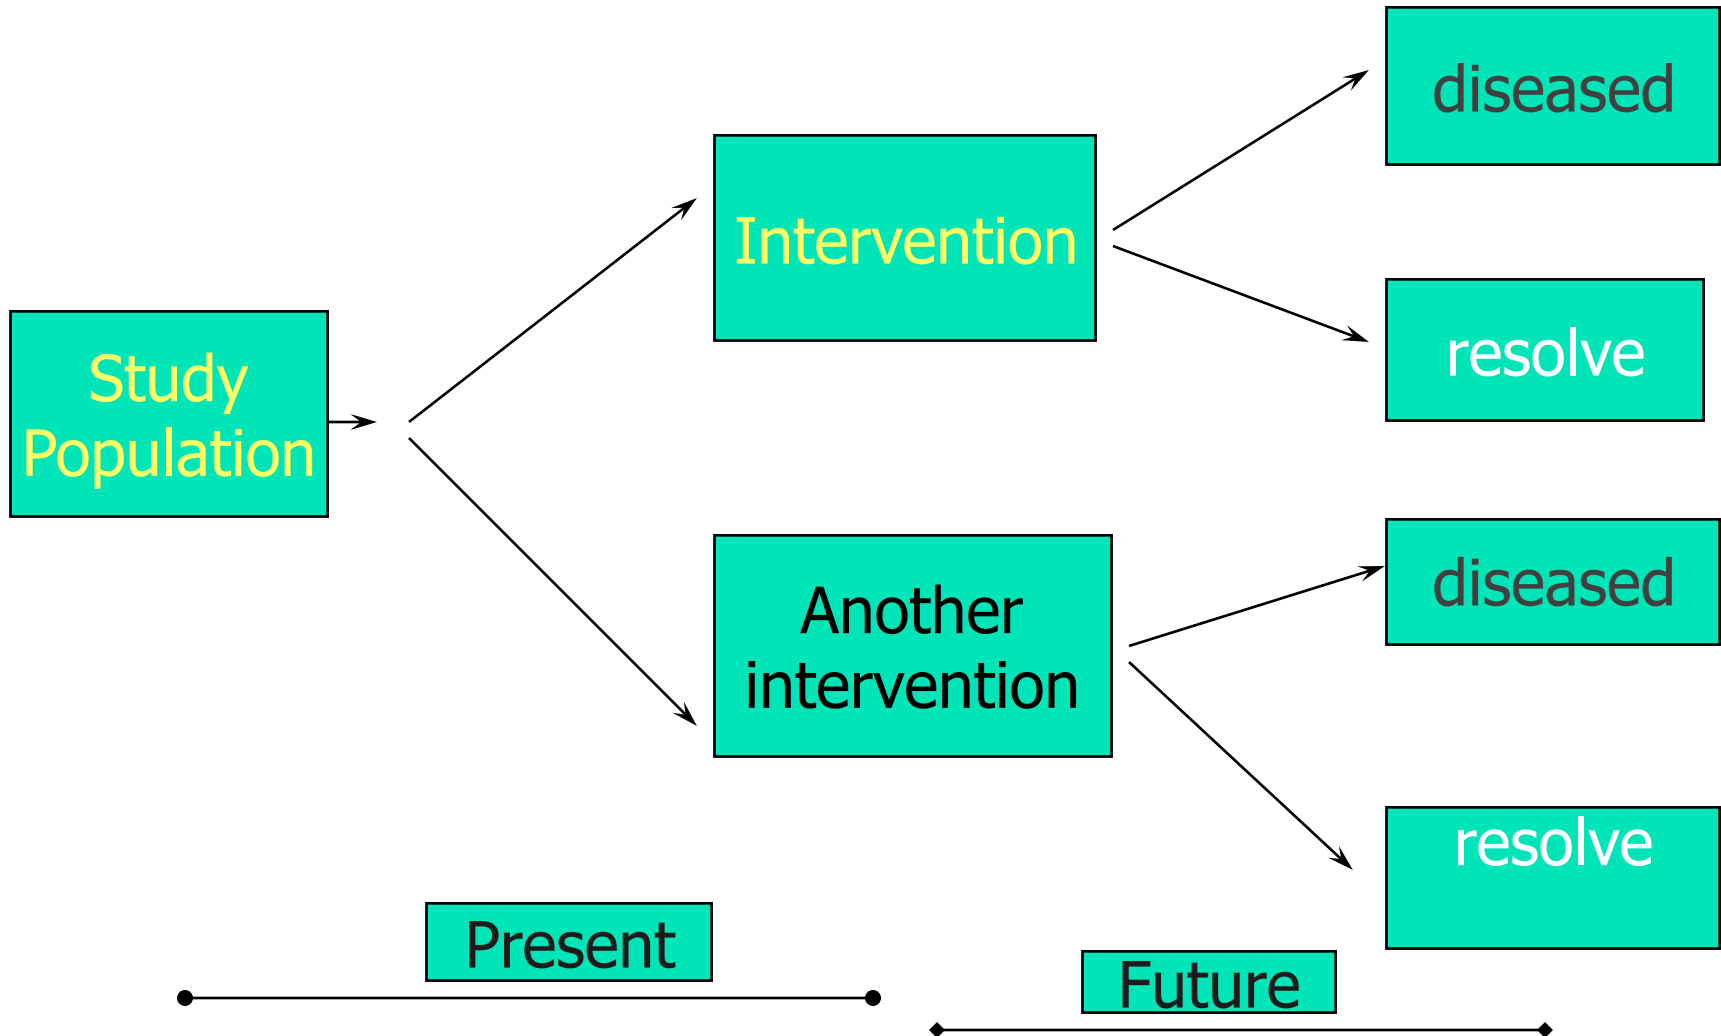 diseased
Intervention
resolve
Study
Population
diseased
Another
intervention
resolve
Present
Future